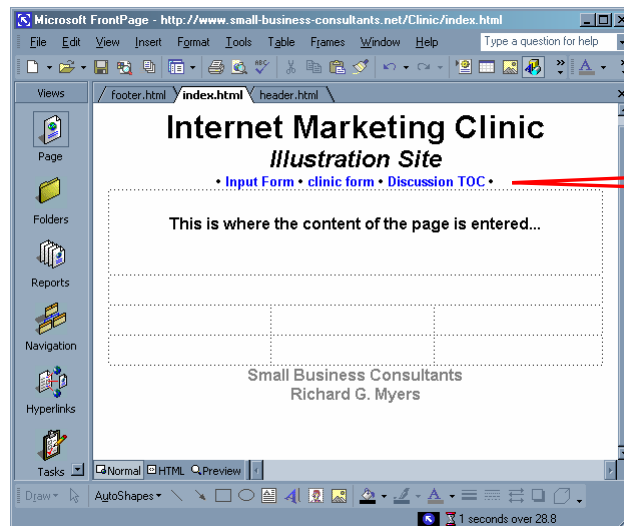 Microsoft FrontPage - http://www.small-business-consultants.net/Clinic/index.html
File Edit View Insert Format Tools Table Frames Window Help Type a question for help
Views
footer.html index.html header.html
Internet Marketing Clinic
Illustration Site
• Input Form • clinic form • Discussion TOC •
This is where the content of the page is entered...
Small Business Consultants
Richard G. Myers
Page
Folders
Reports
Navigation
Hyperlinks
Tasks
Normal HTML Preview
Draw AutoShapes
1 seconds over 28.8